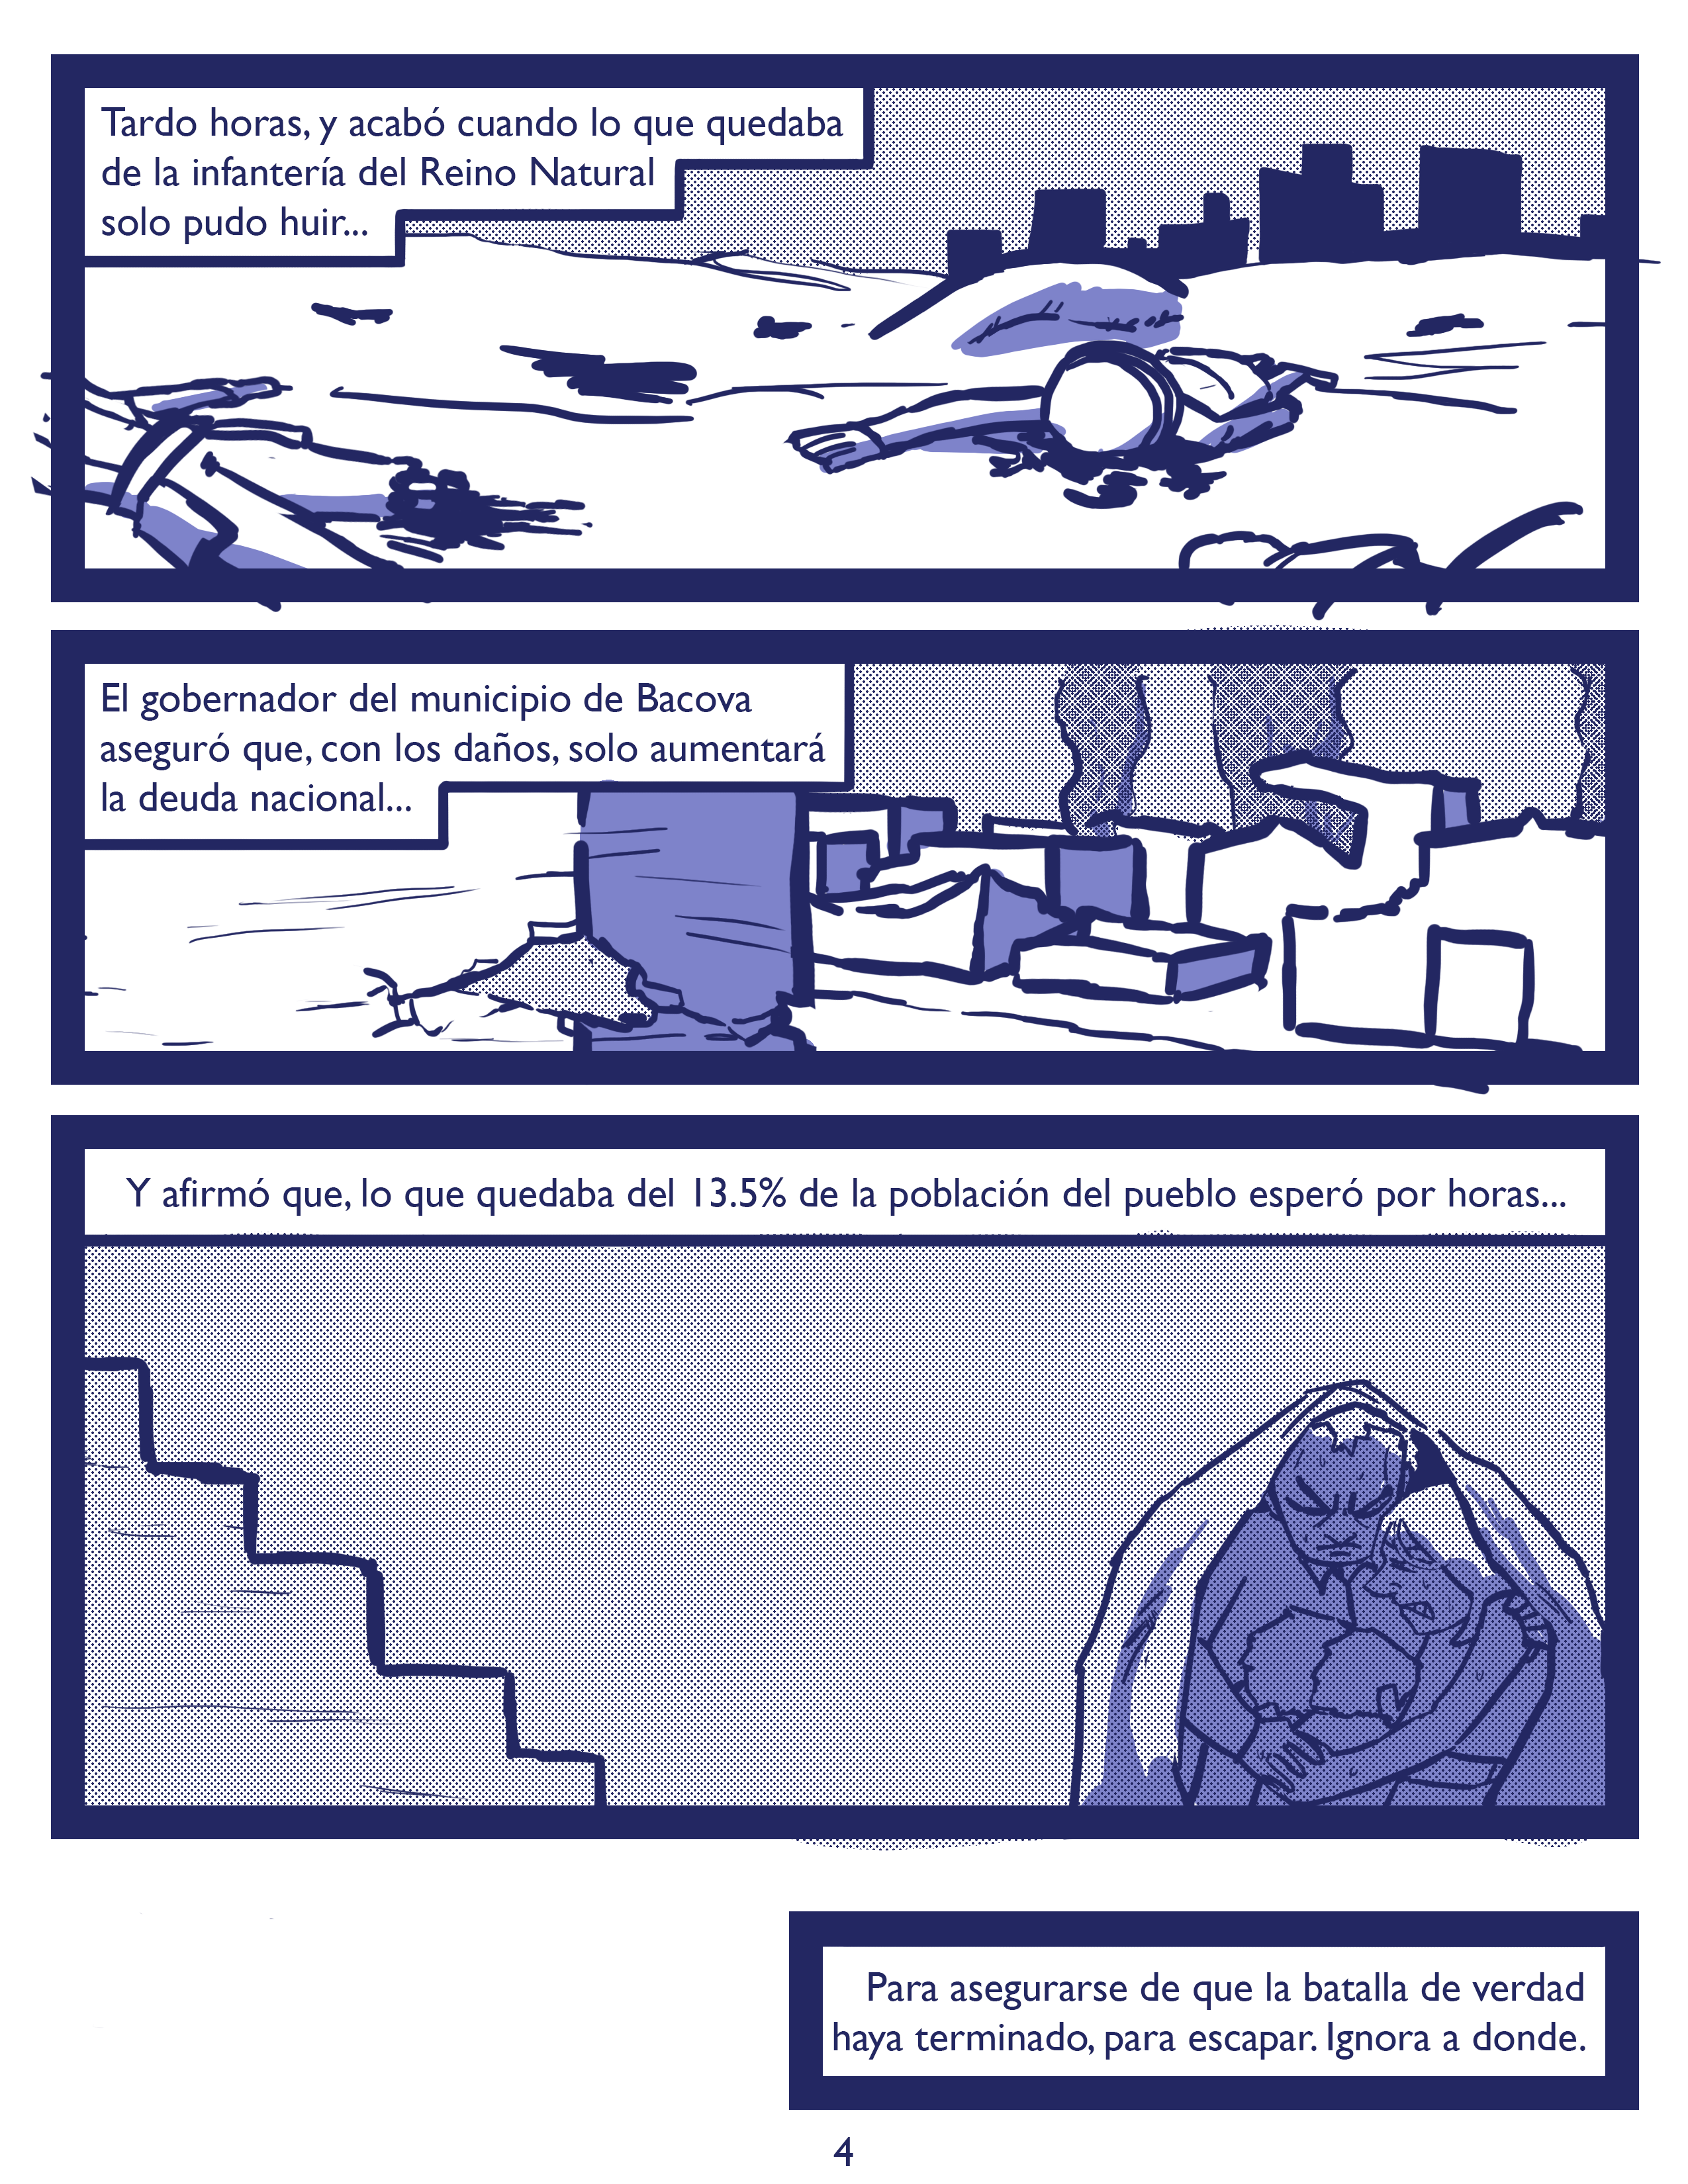 Tardo horas, y acabó cuando lo que quedaba
de la infantería del Reino Natural
solo pudo huir...
El gobernador del municipio de Bacova
aseguró que, con los daños, solo aumentará
la deuda nacional...
Y afirmó que, lo que quedaba del 13.5% de la población del pueblo esperó por horas...
Para asegurarse de que la batalla de verdad
haya terminado, para escapar. Ignora a donde.
4